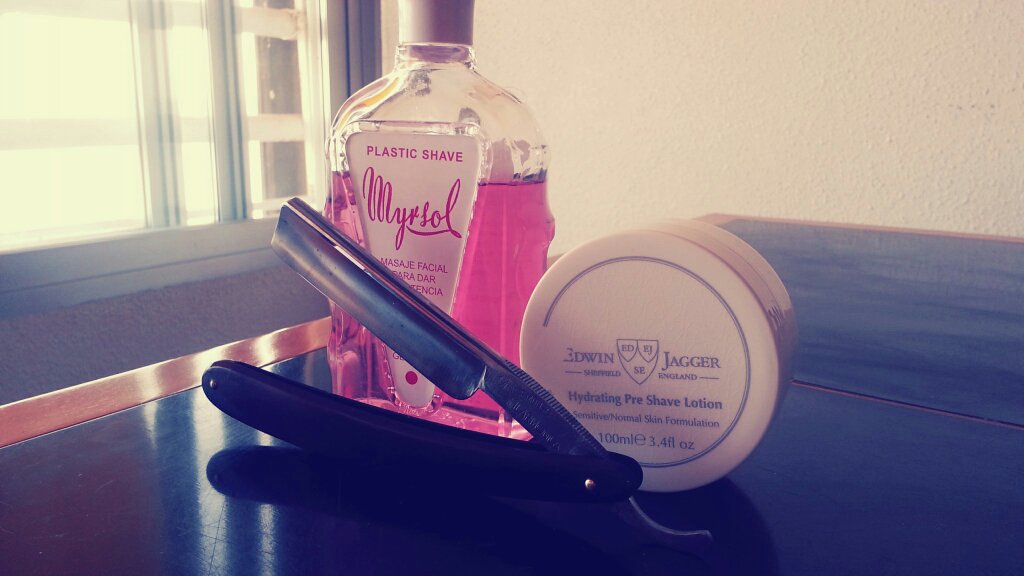 PLASTIC SHAVE
Myrsol
MASAJE FACIAL
PARA DAR
EDWIN JAGGER
ED EJ
SE
SHEFFIELD ENGLAND
Hydrating Pre Shave Lotion
Sensitive/Normal Skin Formulation
100ml℮ 3.4fl oz